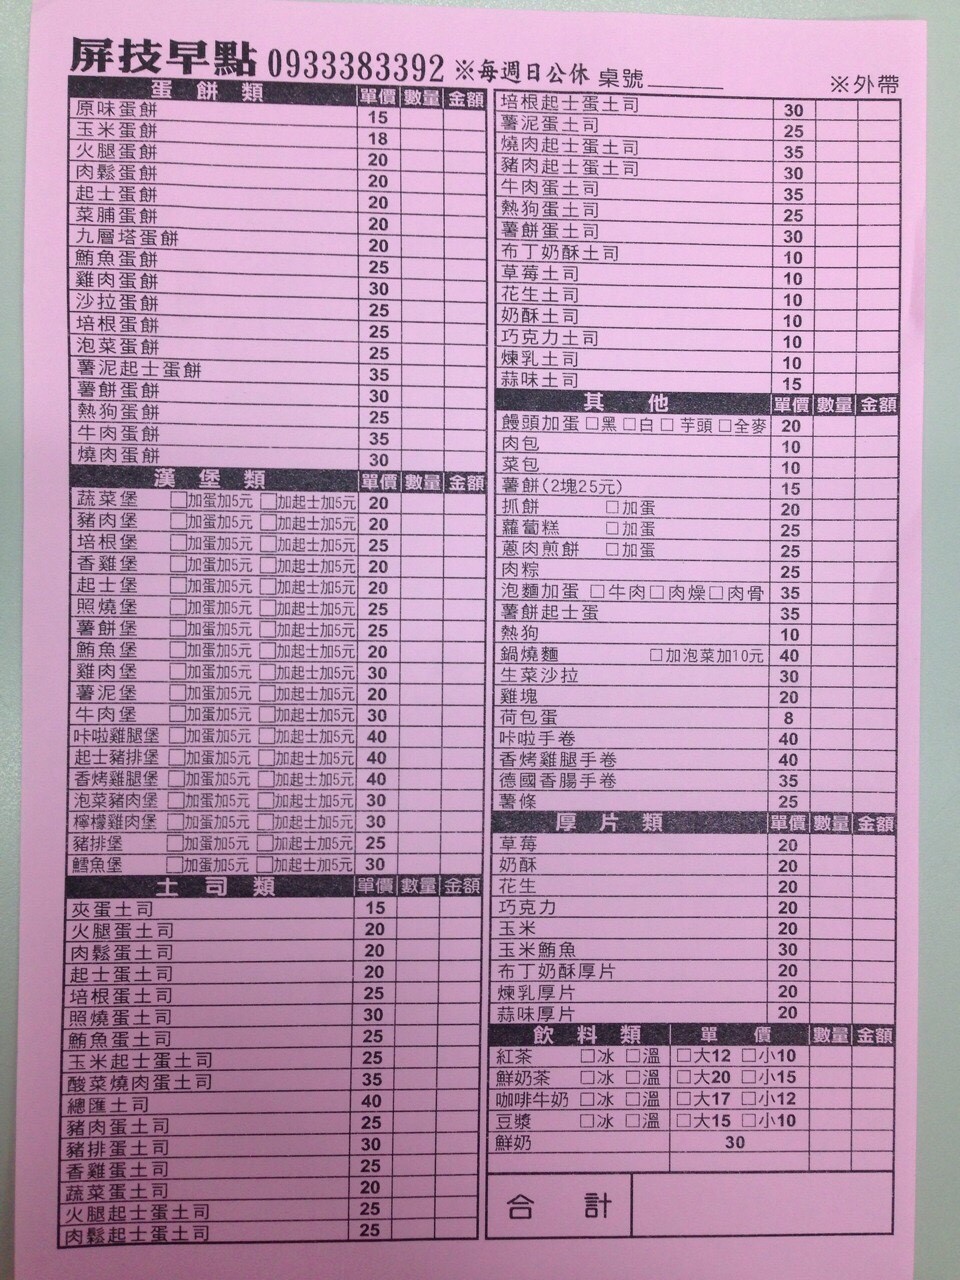 屏技早點 0933383392 ※每週日公休 桌號______ ※外帶
蛋餅類 單價 數量 金額
原味蛋餅 15
玉米蛋餅 18
火腿蛋餅 20
肉鬆蛋餅 20
起士蛋餅 20
菜脯蛋餅 20
九層塔蛋餅 20
鮪魚蛋餅 25
雞肉蛋餅 30
沙拉蛋餅 25
培根蛋餅 25
泡菜蛋餅 25
薯泥起士蛋餅 35
薯餅蛋餅 30
熱狗蛋餅 25
牛肉蛋餅 35
燒肉蛋餅 30
漢堡類 單價 數量 金額
蔬菜堡 □加蛋加5元 □加起士加5元 20
豬肉堡 □加蛋加5元 □加起士加5元 20
培根堡 □加蛋加5元 □加起士加5元 25
香雞堡 □加蛋加5元 □加起士加5元 20
起士堡 □加蛋加5元 □加起士加5元 20
照燒堡 □加蛋加5元 □加起士加5元 25
薯餅堡 □加蛋加5元 □加起士加5元 25
鮪魚堡 □加蛋加5元 □加起士加5元 20
雞肉堡 □加蛋加5元 □加起士加5元 30
薯泥堡 □加蛋加5元 □加起士加5元 20
牛肉堡 □加蛋加5元 □加起士加5元 30
咔啦雞腿堡 □加蛋加5元 □加起士加5元 40
起士豬排堡 □加蛋加5元 □加起士加5元 40
香烤雞腿堡 □加蛋加5元 □加起士加5元 40
泡菜豬肉堡 □加蛋加5元 □加起士加5元 30
檸檬雞肉堡 □加蛋加5元 □加起士加5元 30
豬排堡 □加蛋加5元 □加起士加5元 25
鱈魚堡 □加蛋加5元 □加起士加5元 30
土司類 單價 數量 金額
夾蛋土司 15
火腿蛋土司 20
肉鬆蛋土司 20
起士蛋土司 20
培根蛋土司 25
照燒蛋土司 30
鮪魚蛋土司 25
玉米起士蛋土司 25
酸菜燒肉蛋土司 35
總匯土司 40
豬肉蛋土司 25
豬排蛋土司 30
香雞蛋土司 25
蔬菜蛋土司 20
火腿起士蛋土司 25
肉鬆起士蛋土司 25
培根起士蛋土司 30
薯泥蛋土司 25
燒肉起士蛋土司 35
豬肉起士蛋土司 30
牛肉蛋土司 35
熱狗蛋土司 25
薯餅蛋土司 30
布丁奶酥土司 10
草莓土司 10
花生土司 10
奶酥土司 10
巧克力土司 10
煉乳土司 10
蒜味土司 15
其他 單價 數量 金額
饅頭加蛋 □黑 □白 □芋頭 □全麥 20
肉包 10
菜包 10
薯餅(2塊25元) 15
抓餅 □加蛋 20
蘿蔔糕 □加蛋 25
蔥肉煎餅 □加蛋 25
肉粽 25
泡麵加蛋 □牛肉 □肉燥 □肉骨 35
薯餅起士蛋 35
熱狗 10
鍋燒麵 □加泡菜加10元 40
生菜沙拉 30
雞塊 20
荷包蛋 8
咔啦手卷 40
香烤雞腿手卷 40
德國香腸手卷 35
薯條 25
厚片類 單價 數量 金額
草莓 20
奶酥 20
花生 20
巧克力 20
玉米 20
玉米鮪魚 30
布丁奶酥厚片 20
煉乳厚片 20
蒜味厚片 20
飲料類 單價 數量 金額
紅茶 □冰 □溫 □大12 □小10
鮮奶茶 □冰 □溫 □大20 □小15
咖啡牛奶 □冰 □溫 □大17 □小12
豆漿 □冰 □溫 □大15 □小10
鮮奶 30
合計